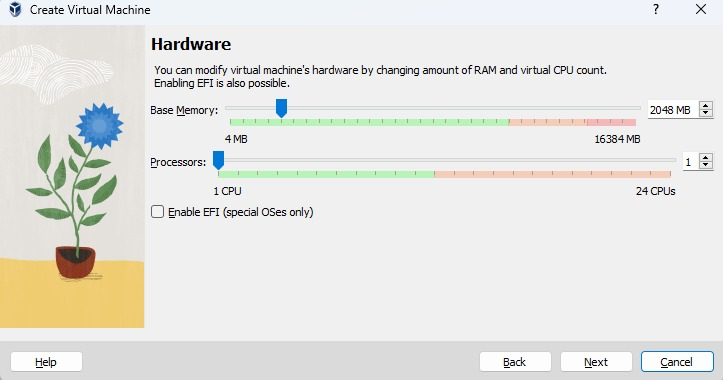 Create Virtual Machine
?
Hardware
You can modify virtual machine's hardware by changing amount of RAM and virtual CPU count.
Enabling EFI is also possible.
Base Memory: 2048 MB
4 MB 16384 MB
Processors: 1
1 CPU 24 CPUs
Enable EFI (special OSes only)
Help Back Next Cancel